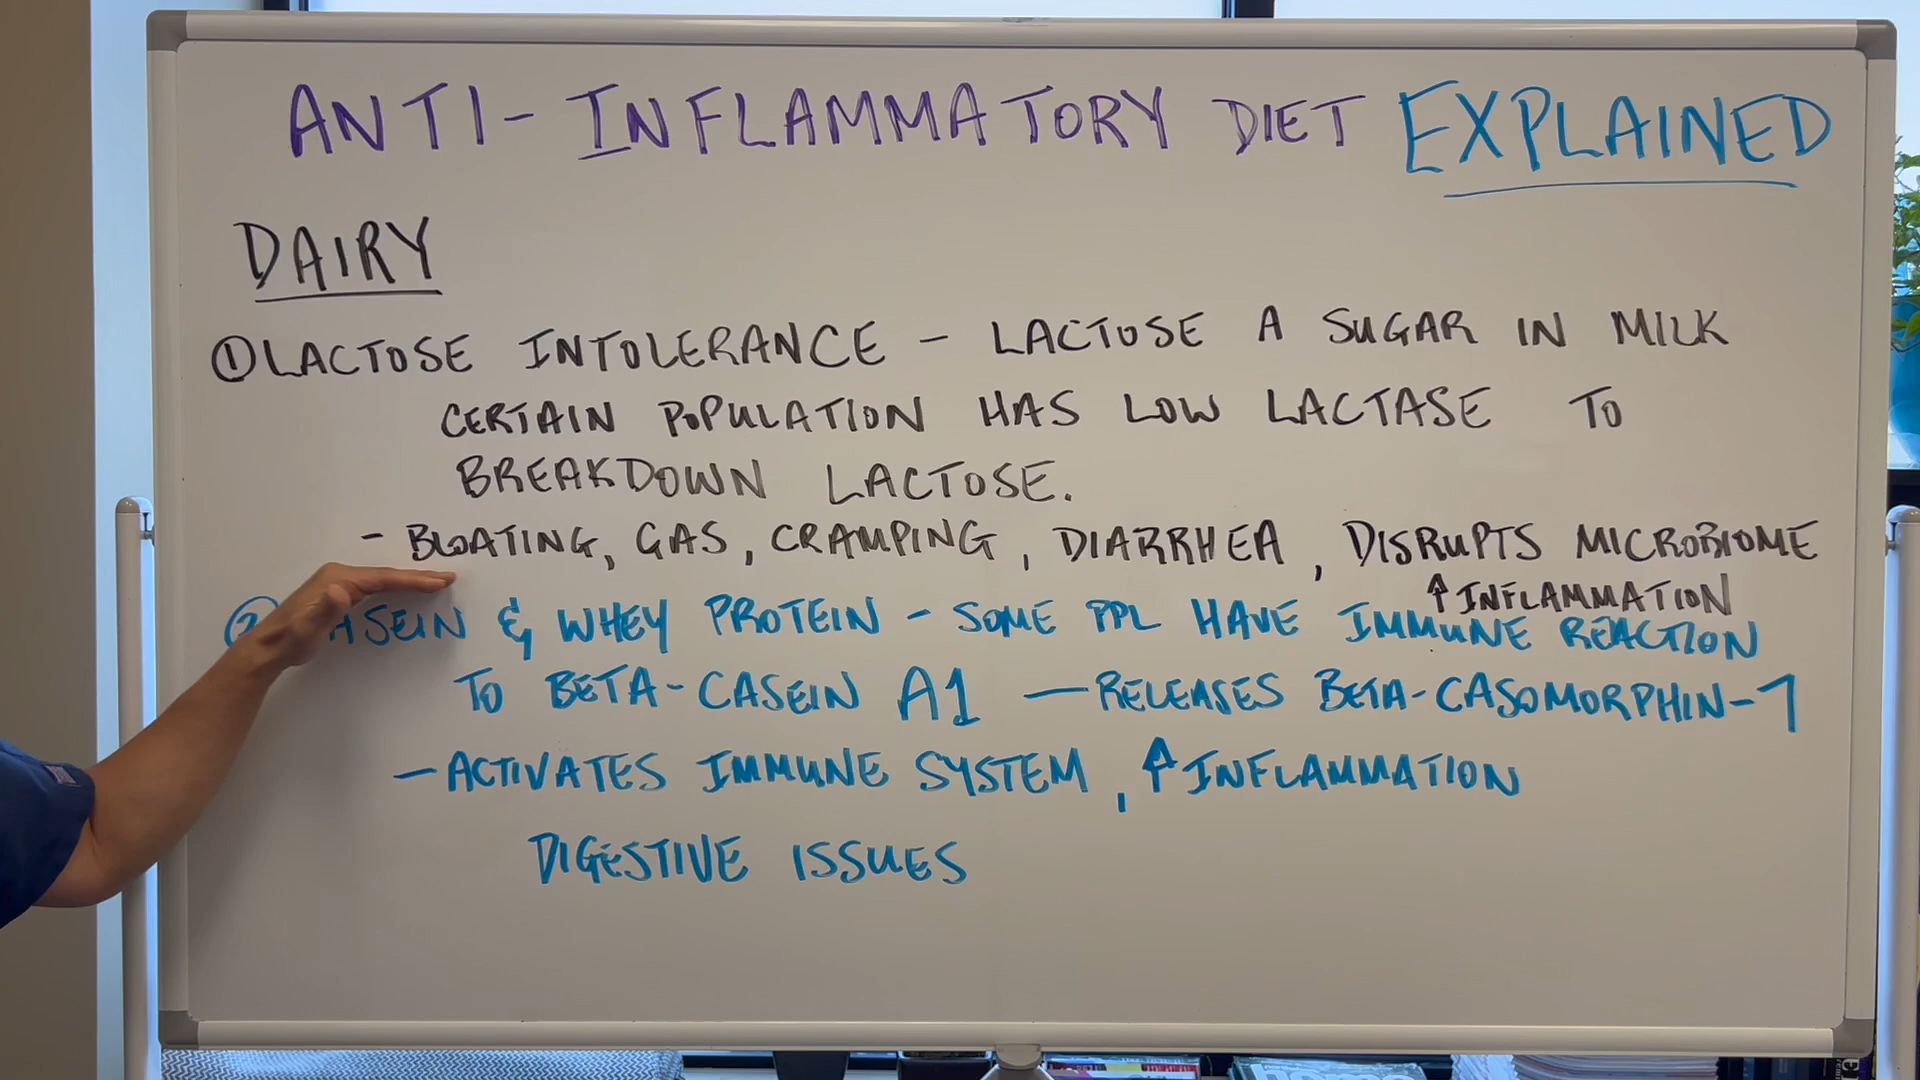 ANTI-INFLAMMATORY DIET EXPLAINED
DAIRY
① LACTOSE INTOLERANCE - LACTOSE A SUGAR IN MILK
CERTAIN POPULATION HAS LOW LACTASE TO
BREAKDOWN LACTOSE.
- BLOATING, GAS, CRAMPING, DIARRHEA, DISRUPTS MICROBIOME
↑ INFLAMMATION
② CASEIN & WHEY PROTEIN - SOME PPL HAVE IMMUNE REACTION
TO BETA-CASEIN A1 — RELEASES BETA-CASOMORPHIN-7
— ACTIVATES IMMUNE SYSTEM, ↑ INFLAMMATION
DIGESTIVE ISSUES